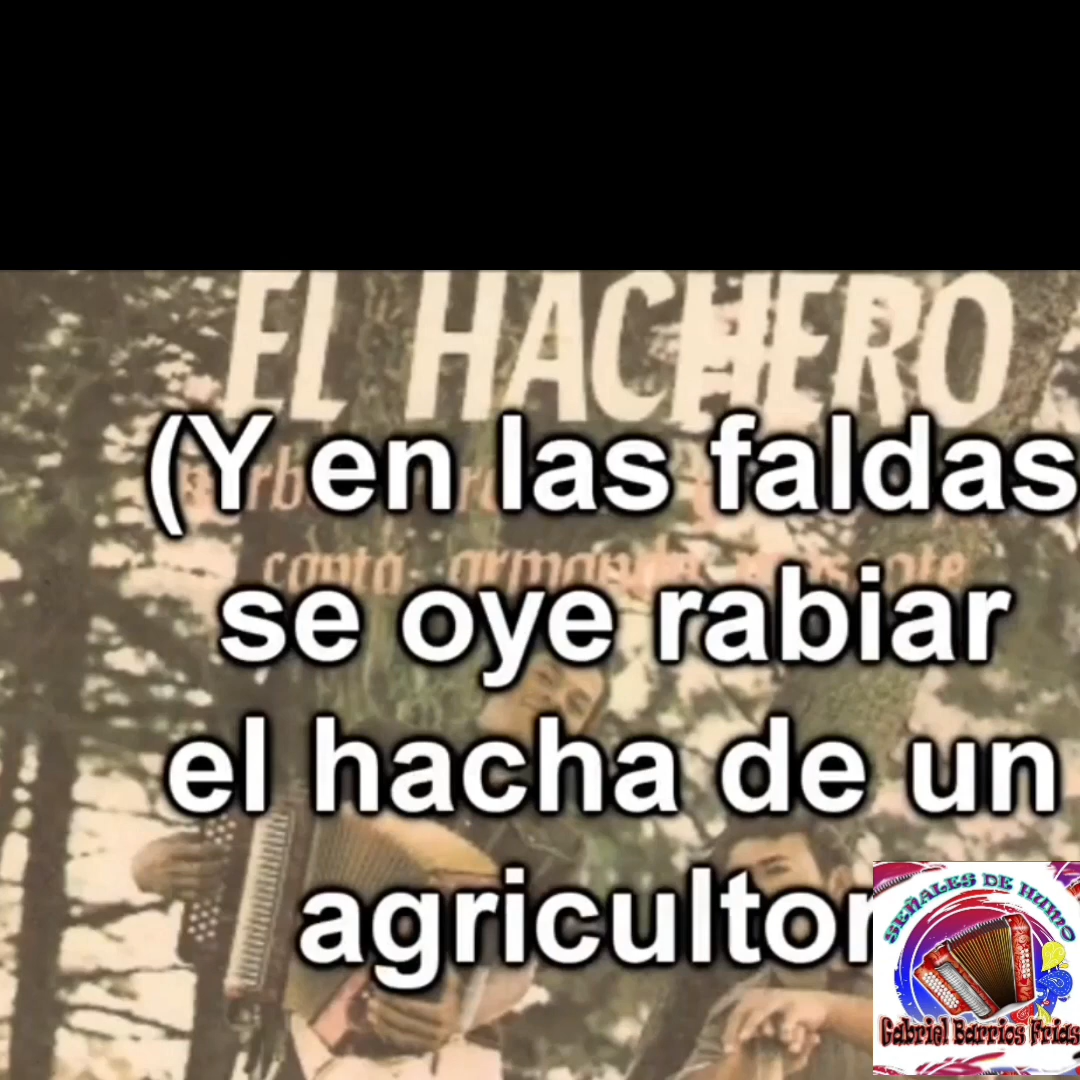 EL HACHERO
(Y en las faldas
canta
se oye rabiar
el hacha de un
agricultor
SEÑALES DE HUMO
Gabriel Barrios Frias